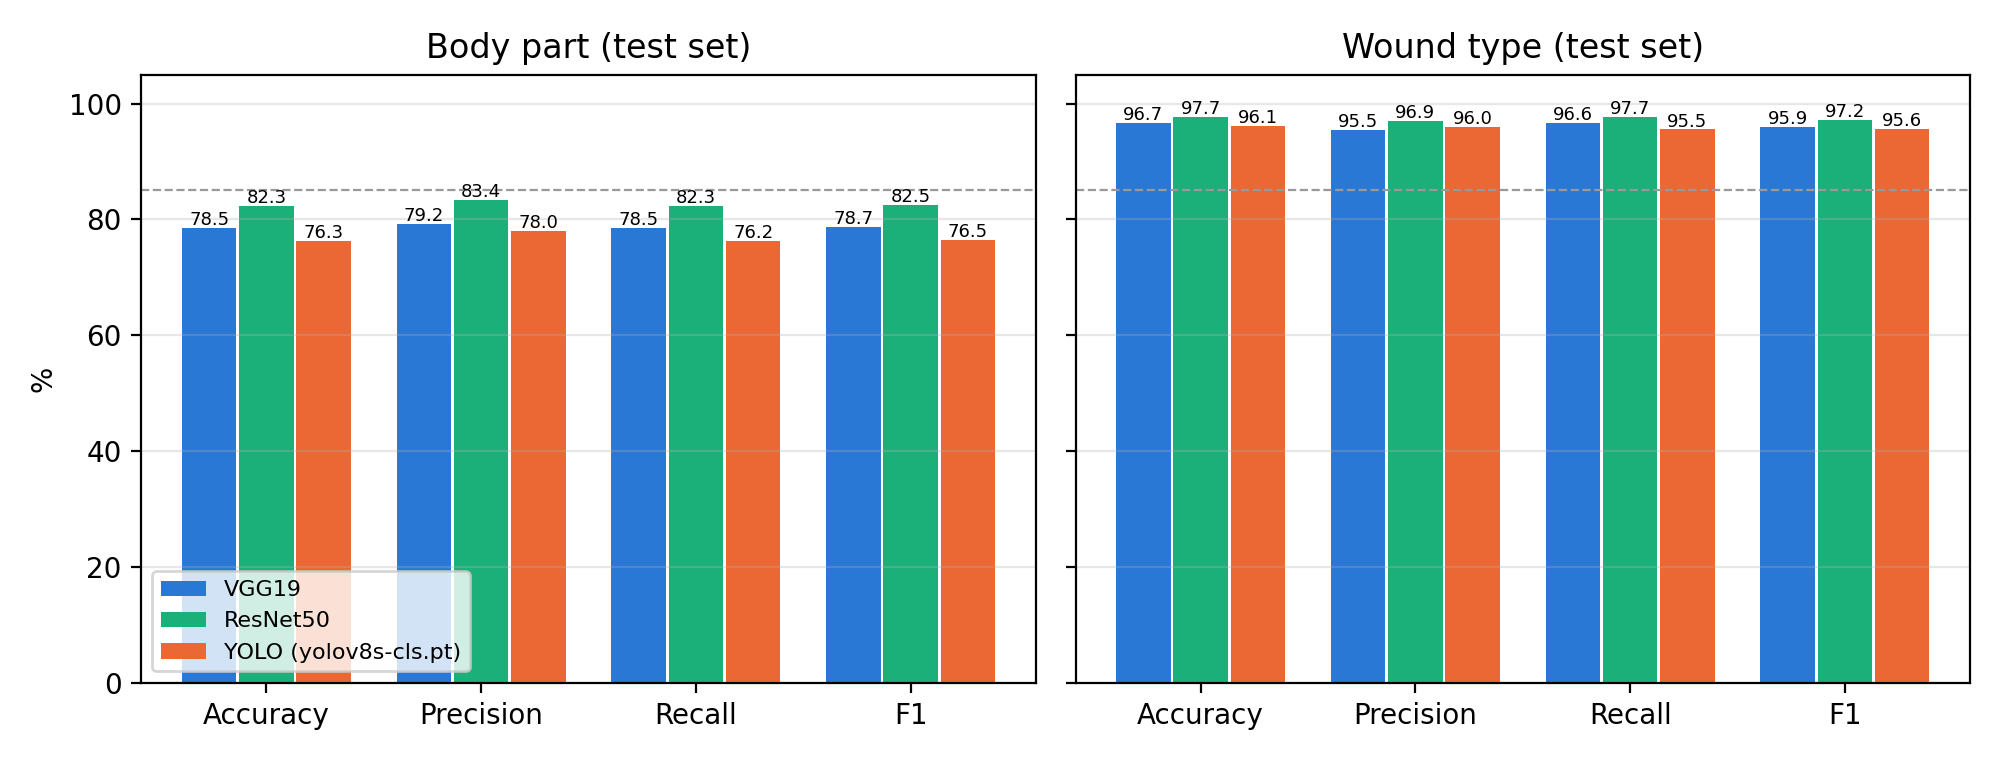 Body part (test set)
Wound type (test set)
%
100
80
60
40
20
0
78.5 82.3 76.3 79.2 83.4 78.0 78.5 82.3 76.2 78.7 82.5 76.5
96.7 97.7 96.1 95.5 96.9 96.0 96.6 97.7 95.5 95.9 97.2 95.6
VGG19
ResNet50
YOLO (yolov8s-cls.pt)
Accuracy Precision Recall F1
Accuracy Precision Recall F1